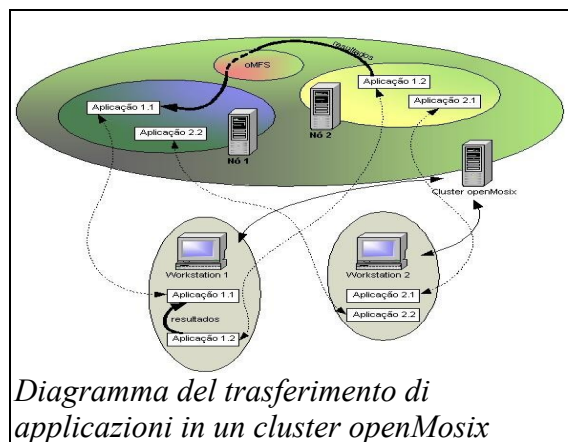 resultados
oMFS
Aplicação 1.2
Aplicação 1.1
Aplicação 2.1
Aplicação 2.2
Nó 2
Nó 1
Cluster openMosix
Workstation 1
Workstation 2
Aplicação 1.1
Aplicação 2.1
resultados
Aplicação 2.2
Aplicação 1.2
Diagramma del trasferimento di
applicazioni in un cluster openMosix